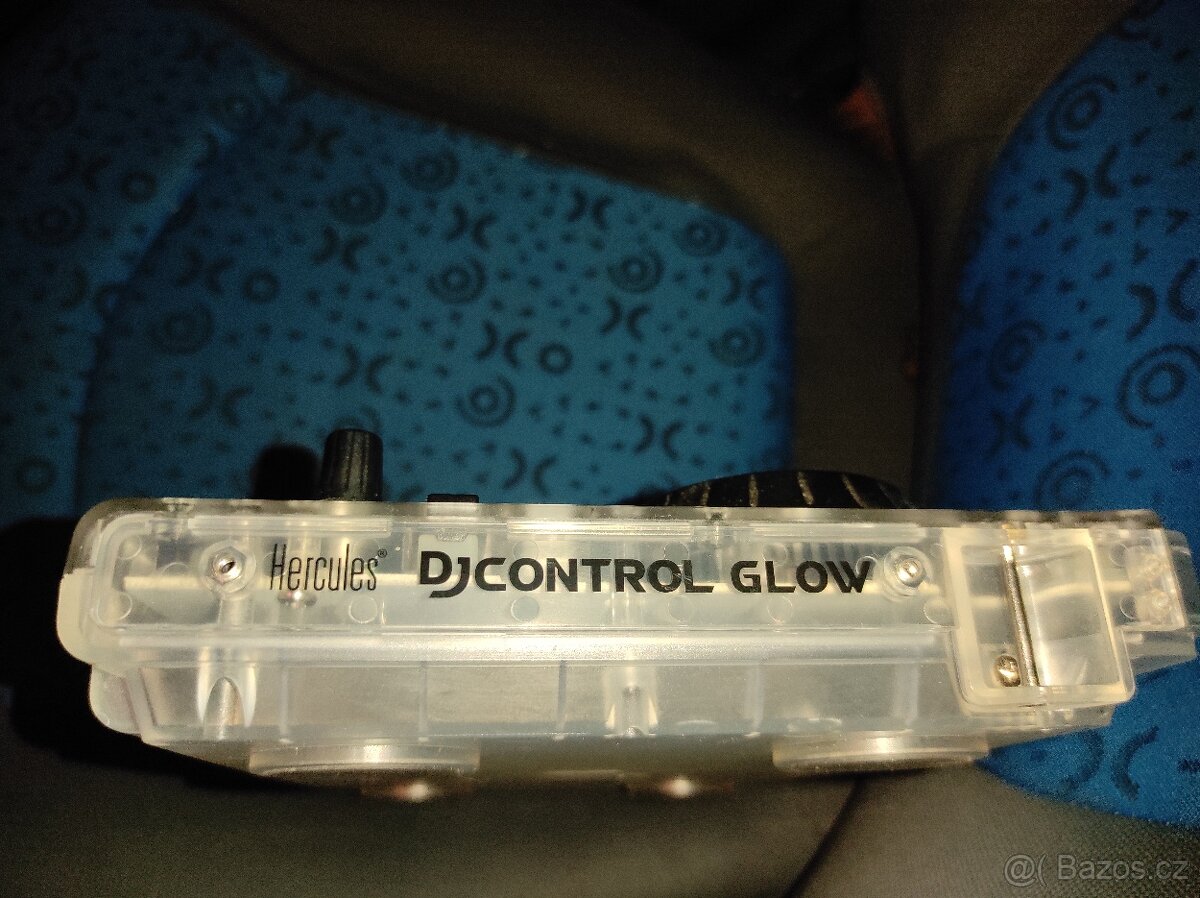 Hercules® DJCONTROL GLOW
@( Bazos.cz